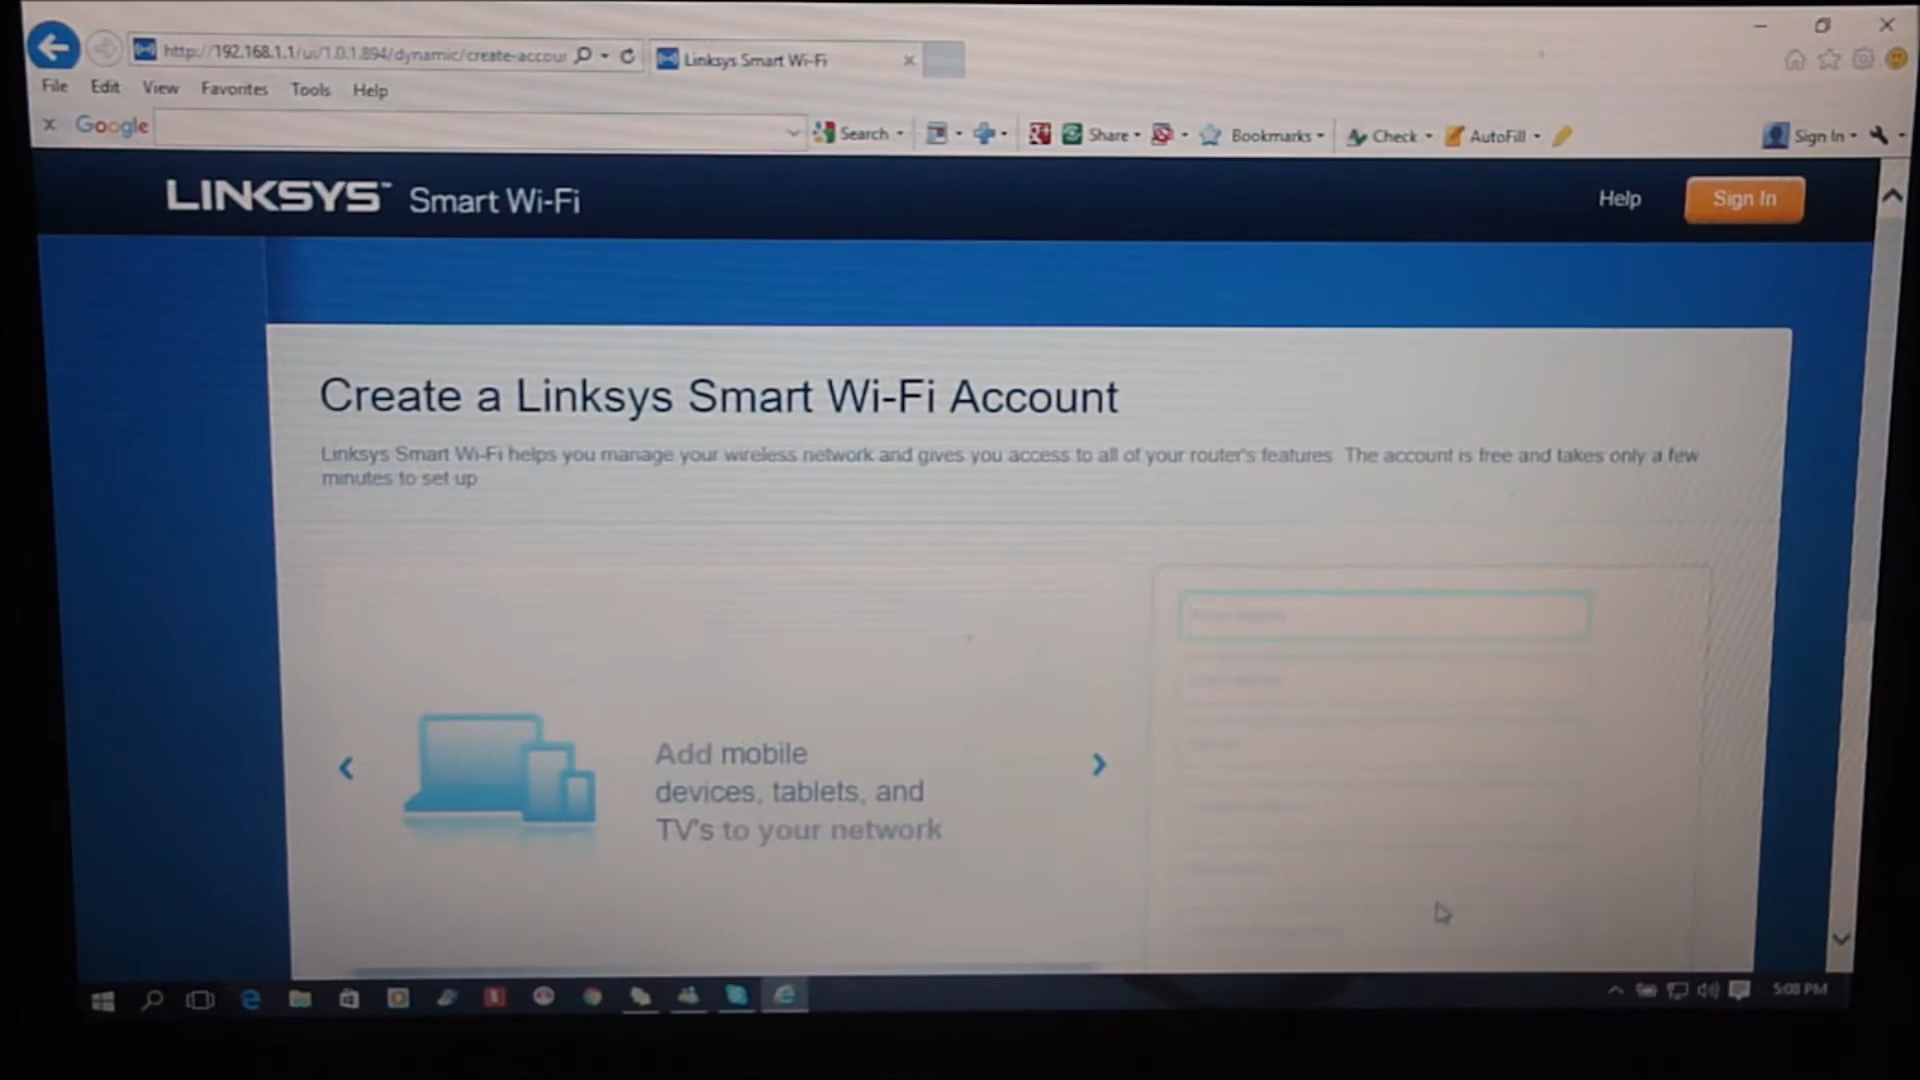 http://192.168.1.1/ui/1.0.1.894/dynamic/create-accour
Linksys Smart Wi-Fi
File Edit View Favorites Tools Help
x Google Search Share Bookmarks Check AutoFill Sign In
LINKSYS™ Smart Wi-Fi Help Sign In
Create a Linksys Smart Wi-Fi Account
Linksys Smart Wi-Fi helps you manage your wireless network and gives you access to all of your router's features. The account is free and takes only a few
minutes to set up
Add mobile
devices, tablets, and
TV's to your network
5:08 PM